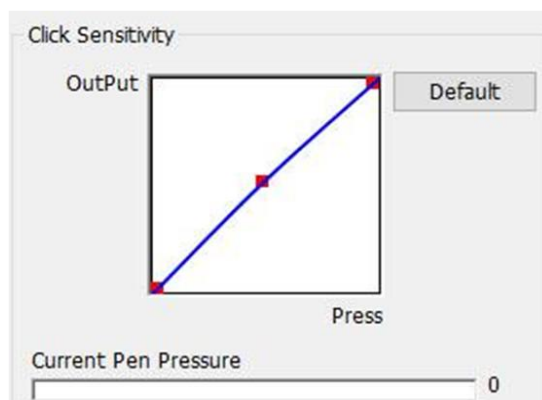 Click Sensitivity
OutPut
Default
Press
Current Pen Pressure
0